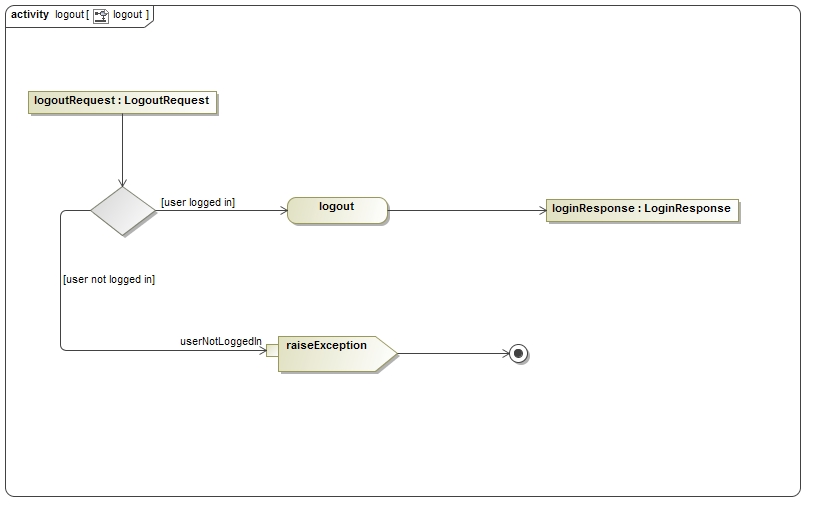 activity logout [ logout ]
logoutRequest : LogoutRequest
[user logged in]
logout
loginResponse : LoginResponse
[user not logged in]
userNotLoggedIn
raiseException